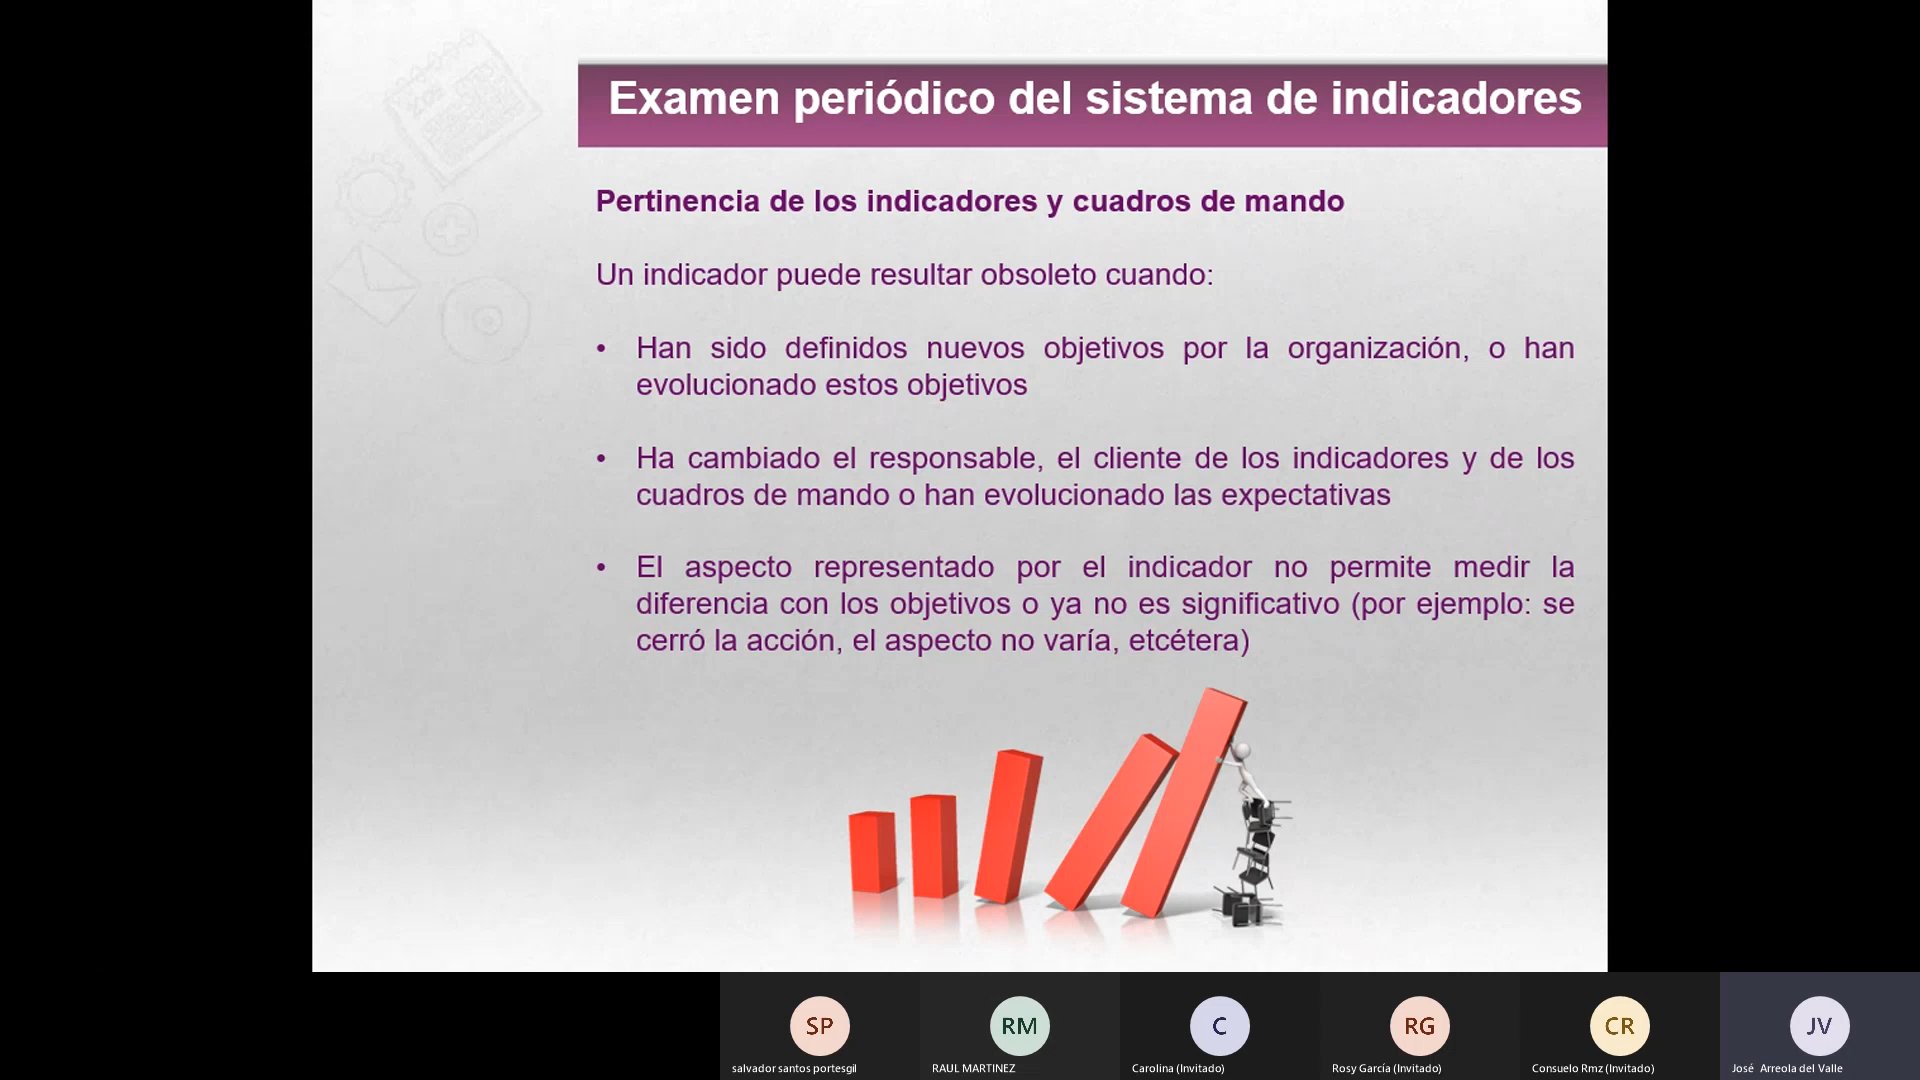 Examen periódico del sistema de indicadores
Pertinencia de los indicadores y cuadros de mando
Un indicador puede resultar obsoleto cuando:
• Han sido definidos nuevos objetivos por la organización, o han
evolucionado estos objetivos
• Ha cambiado el responsable, el cliente de los indicadores y de los
cuadros de mando o han evolucionado las expectativas
• El aspecto representado por el indicador no permite medir la
diferencia con los objetivos o ya no es significativo (por ejemplo: se
cerró la acción, el aspecto no varía, etcétera)
SP
RM
C
RG
CR
JV
salvador santos portesgil
RAUL MARTINEZ
Carolina (Invitado)
Rosy García (Invitado)
Consuelo Rmz (Invitado)
José Arreola del Valle